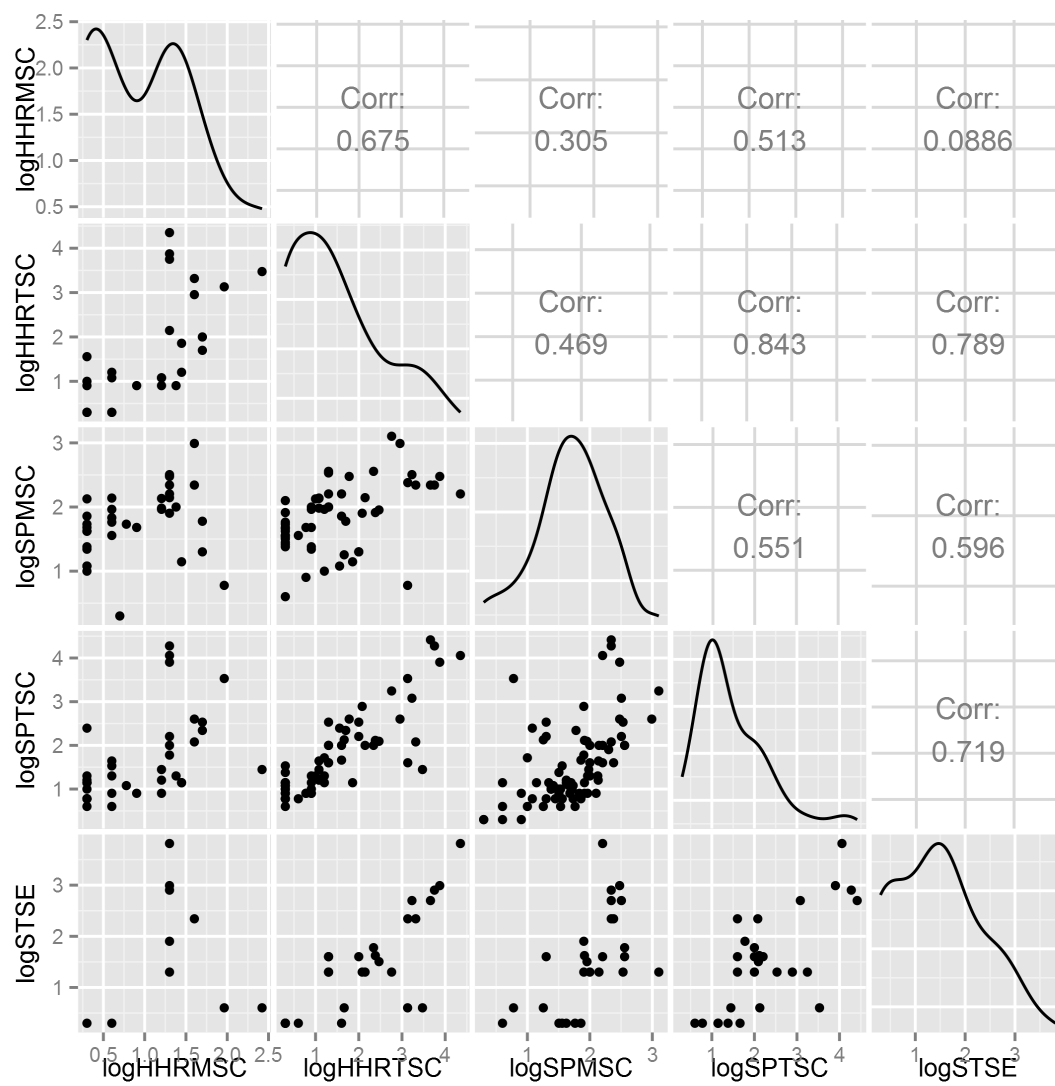 2.5
2.0
1.5
1.0
0.5
logHHRMSC
Corr:
0.675
Corr:
0.305
Corr:
0.513
Corr:
0.0886
4
3
2
1
logHHRTSC
Corr:
0.469
Corr:
0.843
Corr:
0.789
3
2
1
logSPMSC
Corr:
0.551
Corr:
0.596
4
3
2
1
logSPTSC
Corr:
0.719
3
2
1
logSTSE
0.5 1.0 1.5 2.0 2.5 1 2 3 4 1 2 3 1 2 3 4 1 2 3
logHHRMSC logHHRTSC logSPMSC logSPTSC logSTSE